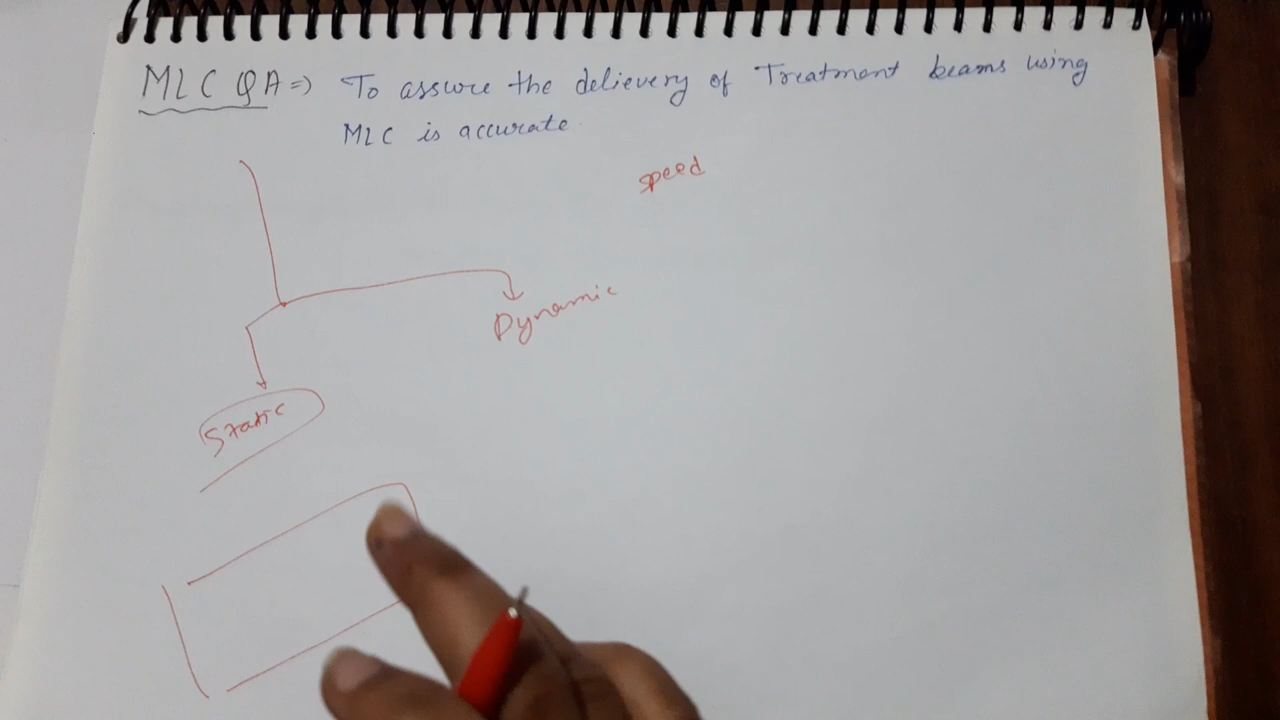 MLC QA => To assure the delievery of Treatment beams using
MLC is accurate
speed
Dynamic
Static